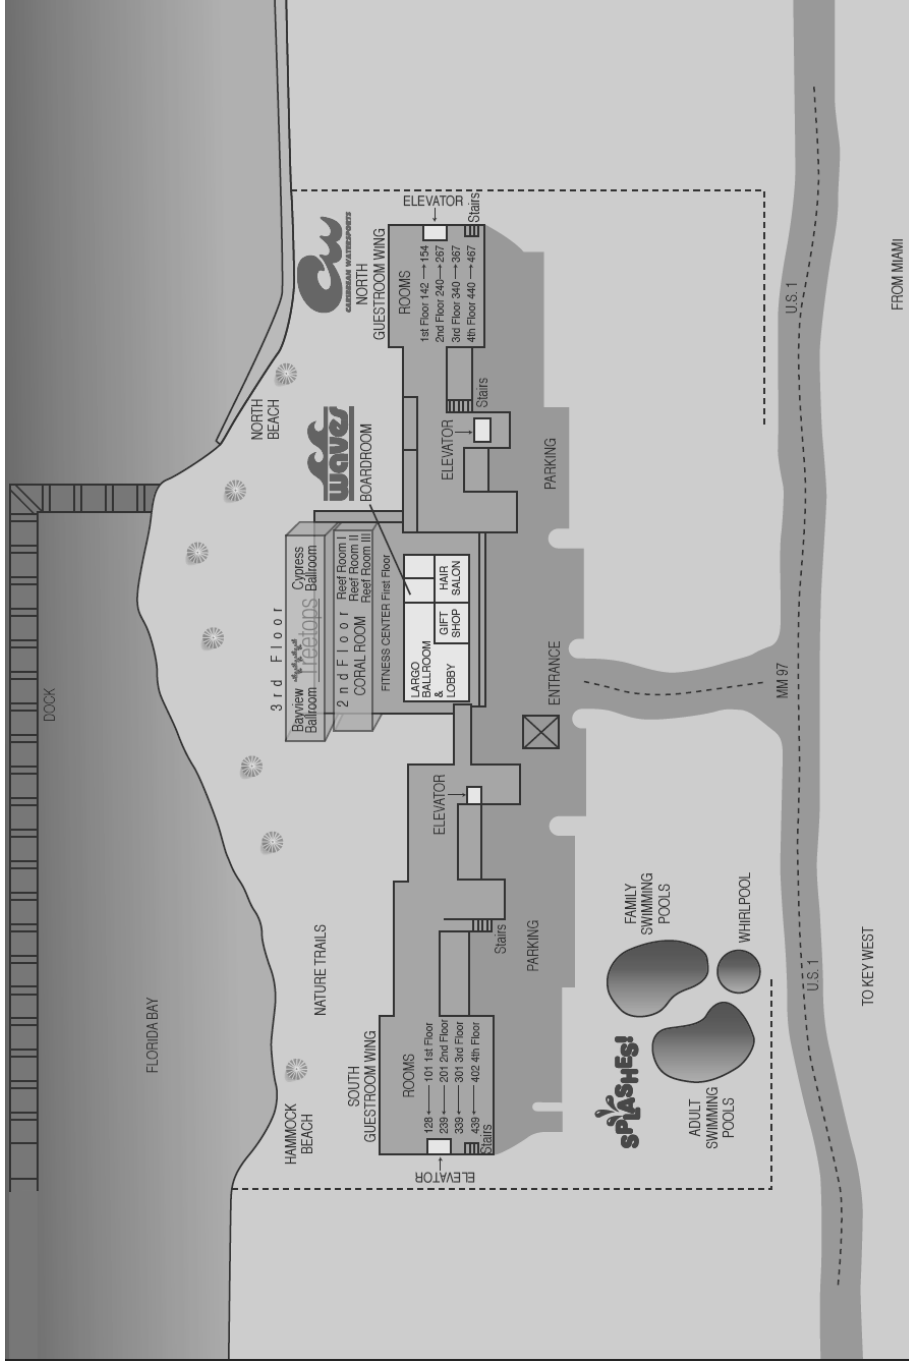 DOCK
FLORIDA BAY
HAMMOCK
BEACH
NATURE TRAILS
NORTH
BEACH
CARIBBEAN WATERSPORTS
NORTH
GUESTROOM WING
ROOMS
1st Floor 142 → 154
2nd Floor 240 → 267
3rd Floor 340 → 367
4th Floor 440 → 467
ELEVATOR
Stairs
Stairs
ELEVATOR
waves
BOARDROOM
3rd Floor
Bayview
Ballroom
Treetops
Cypress
Ballroom
2nd Floor
CORAL ROOM
Reef Room I
Reef Room II
Reef Room III
FITNESS CENTER First Floor
LARGO
BALLROOM
&
LOBBY
GIFT
SHOP
HAIR
SALON
SOUTH
GUESTROOM WING
ROOMS
128 ← 101 1st Floor
239 ← 201 2nd Floor
339 ← 301 3rd Floor
439 ← 402 4th Floor
Stairs
ELEVATOR
ELEVATOR
Stairs
PARKING
ENTRANCE
PARKING
SPLASHES!
FAMILY
SWIMMING
POOLS
ADULT
SWIMMING
POOLS
WHIRLPOOL
MM 97
U.S. 1
U.S. 1
TO KEY WEST
FROM MIAMI